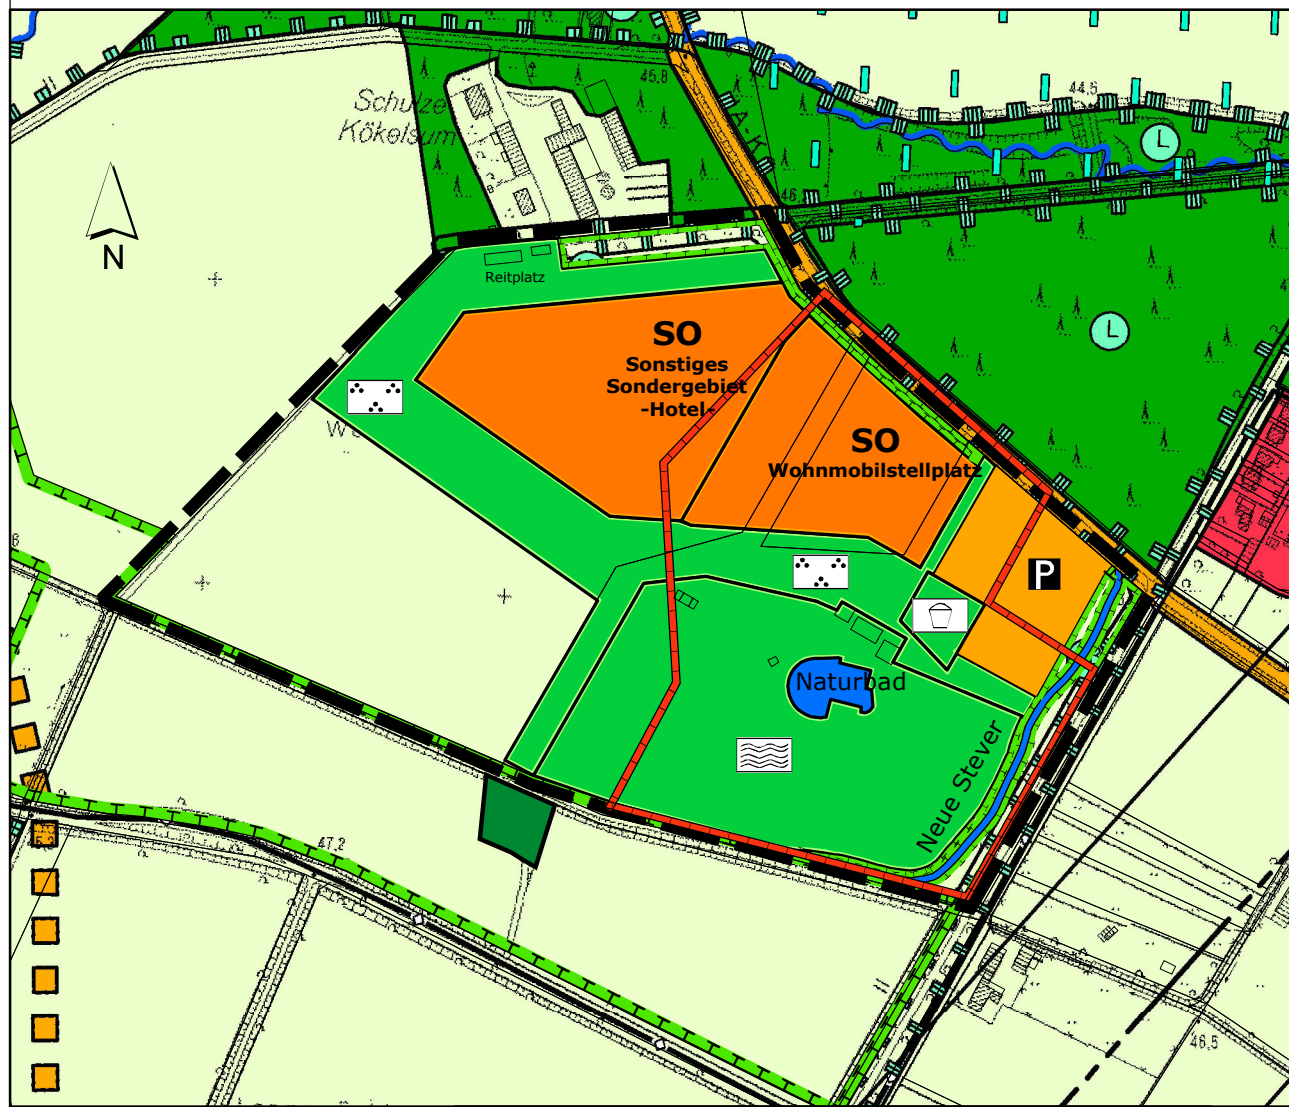 45,8
44,5
Schulze
Kökelsum
A-K
46
N
Reitplatz
SO
Sonstiges
Sondergebiet
-Hotel-
SO
Wohnmobilstellplatz
P
Naturbad
Neue Stever
47,2
46,5
L
L